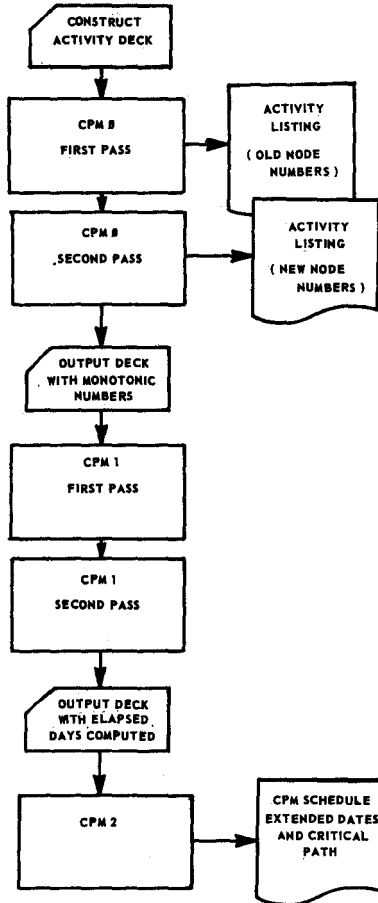 CONSTRUCT
ACTIVITY DECK
CPM 0
FIRST PASS
ACTIVITY
LISTING
( OLD NODE
NUMBERS )
CPM 0
SECOND PASS
ACTIVITY
LISTING
( NEW NODE
NUMBERS )
OUTPUT DECK
WITH MONOTONIC
NUMBERS
CPM 1
FIRST PASS
CPM 1
SECOND PASS
OUTPUT DECK
WITH ELAPSED
DAYS COMPUTED
CPM 2
CPM SCHEDULE
EXTENDED DATES
AND CRITICAL
PATH